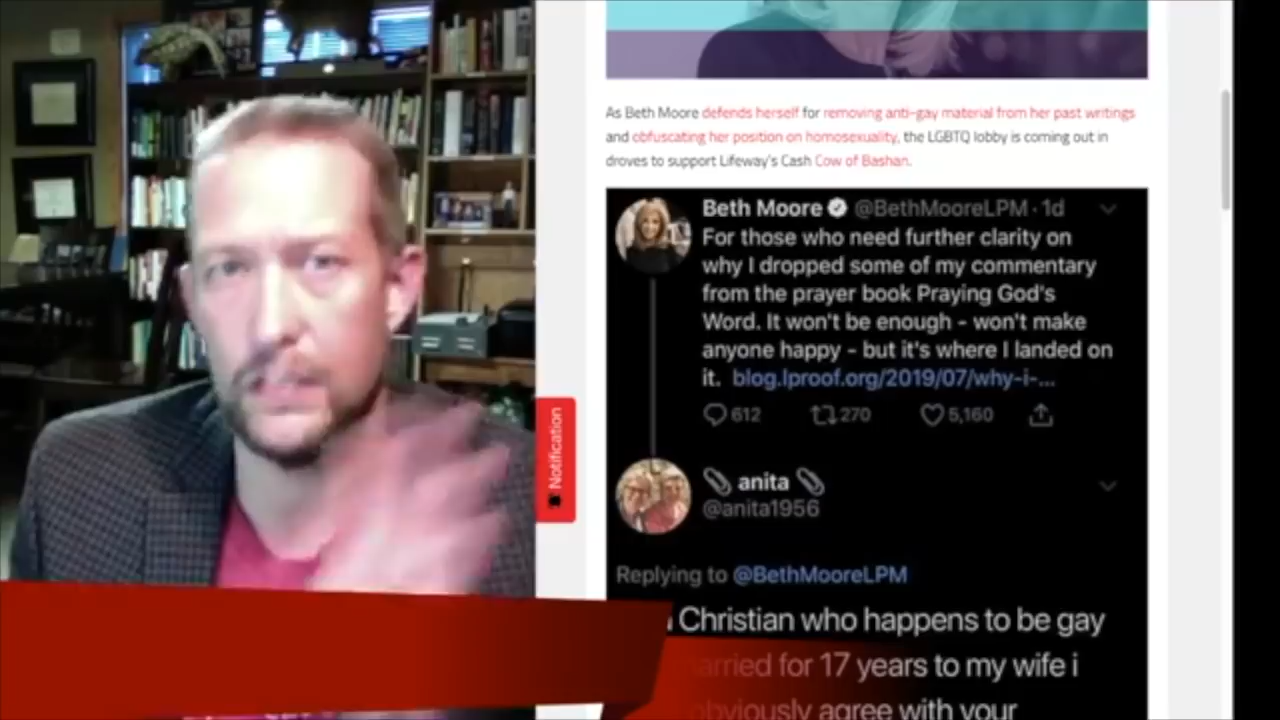 As Beth Moore defends herself for removing anti-gay material from her past writings
and obfuscating her position on homosexuality, the LGBTQ lobby is coming out in
droves to support Lifeway's Cash Cow of Bashan.
Beth Moore @BethMooreLPM · 1d
For those who need further clarity on
why I dropped some of my commentary
from the prayer book Praying God's
Word. It won't be enough - won't make
anyone happy - but it's where I landed on
it. blog.lproof.org/2019/07/why-i-...
612 270 5,160
Notification
anita
@anita1956
Replying to @BethMooreLPM
Christian who happens to be gay
married for 17 years to my wife i
obviously agree with your